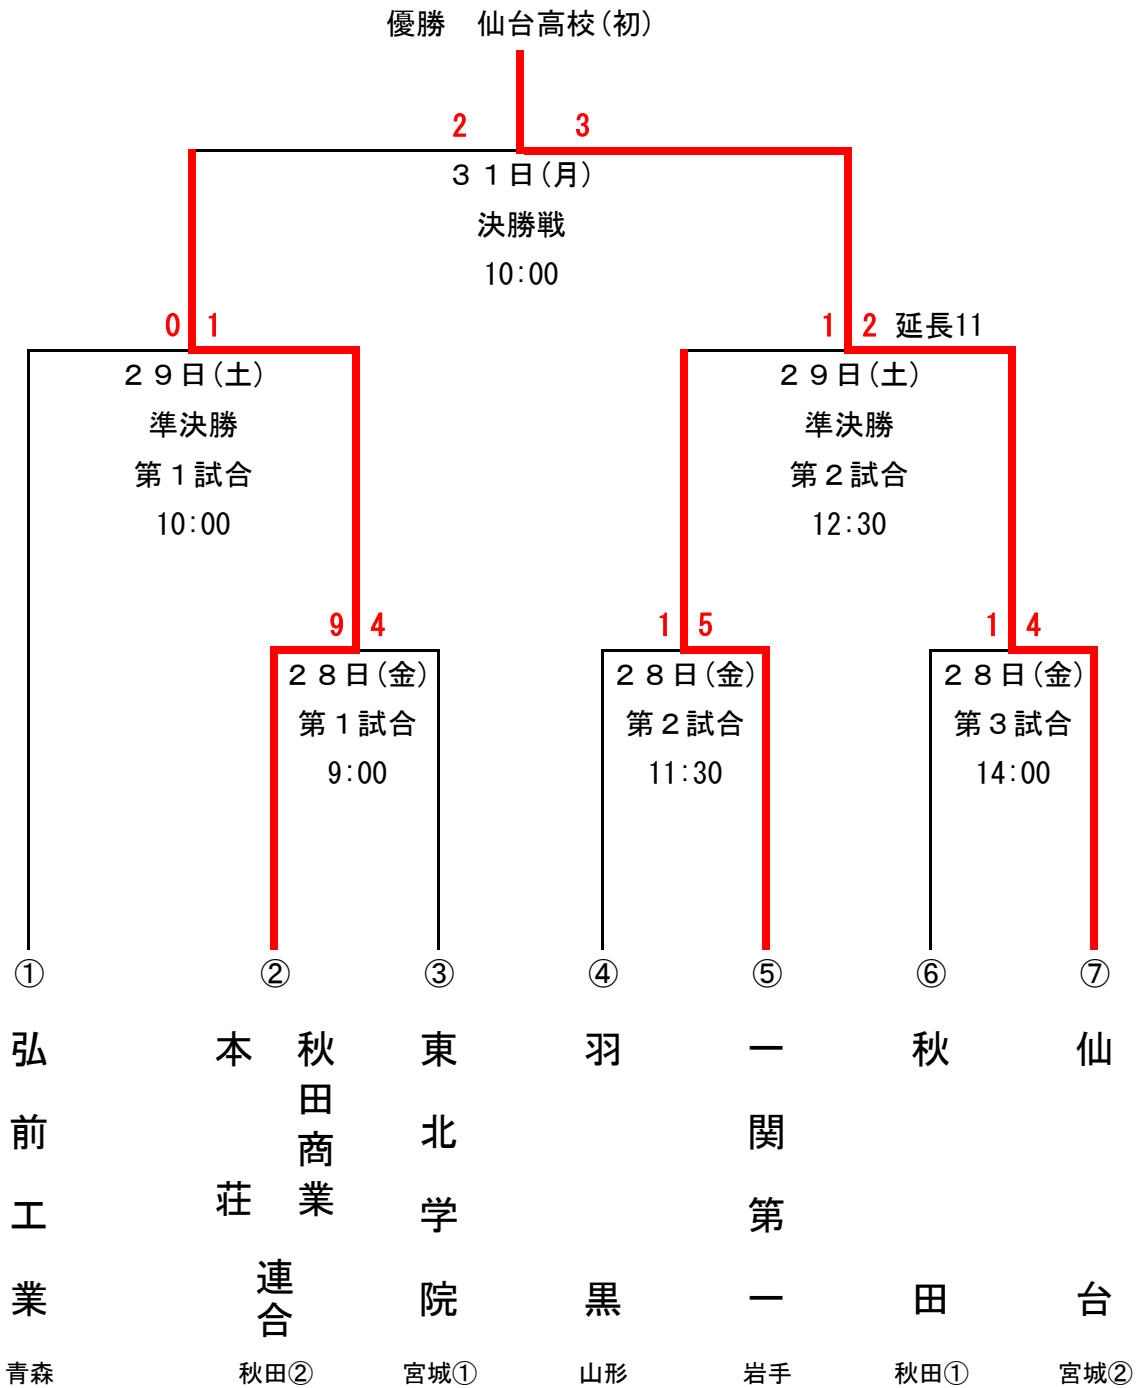 優勝　仙台高校(初)
2 3
３１日(月)
決勝戦
10:00
0 1
1 2 延長11
２９日(土)
準決勝
第１試合
10:00
２９日(土)
準決勝
第２試合
12:30
9 4
1 5
1 4
２８日(金)
第１試合
9:00
２８日(金)
第２試合
11:30
２８日(金)
第３試合
14:00
① ② ③ ④ ⑤ ⑥ ⑦
弘前工業
秋田商業
本荘
連合
東北学院
羽黒
一関第一
秋田
仙台
青森 秋田② 宮城① 山形 岩手 秋田① 宮城②